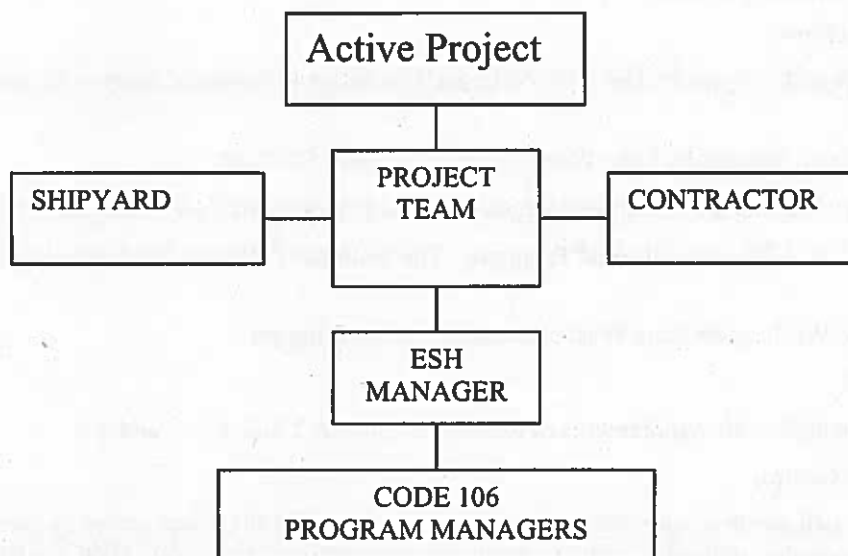 Active Project
SHIPYARD
PROJECT
TEAM
CONTRACTOR
ESH
MANAGER
CODE 106
PROGRAM MANAGERS